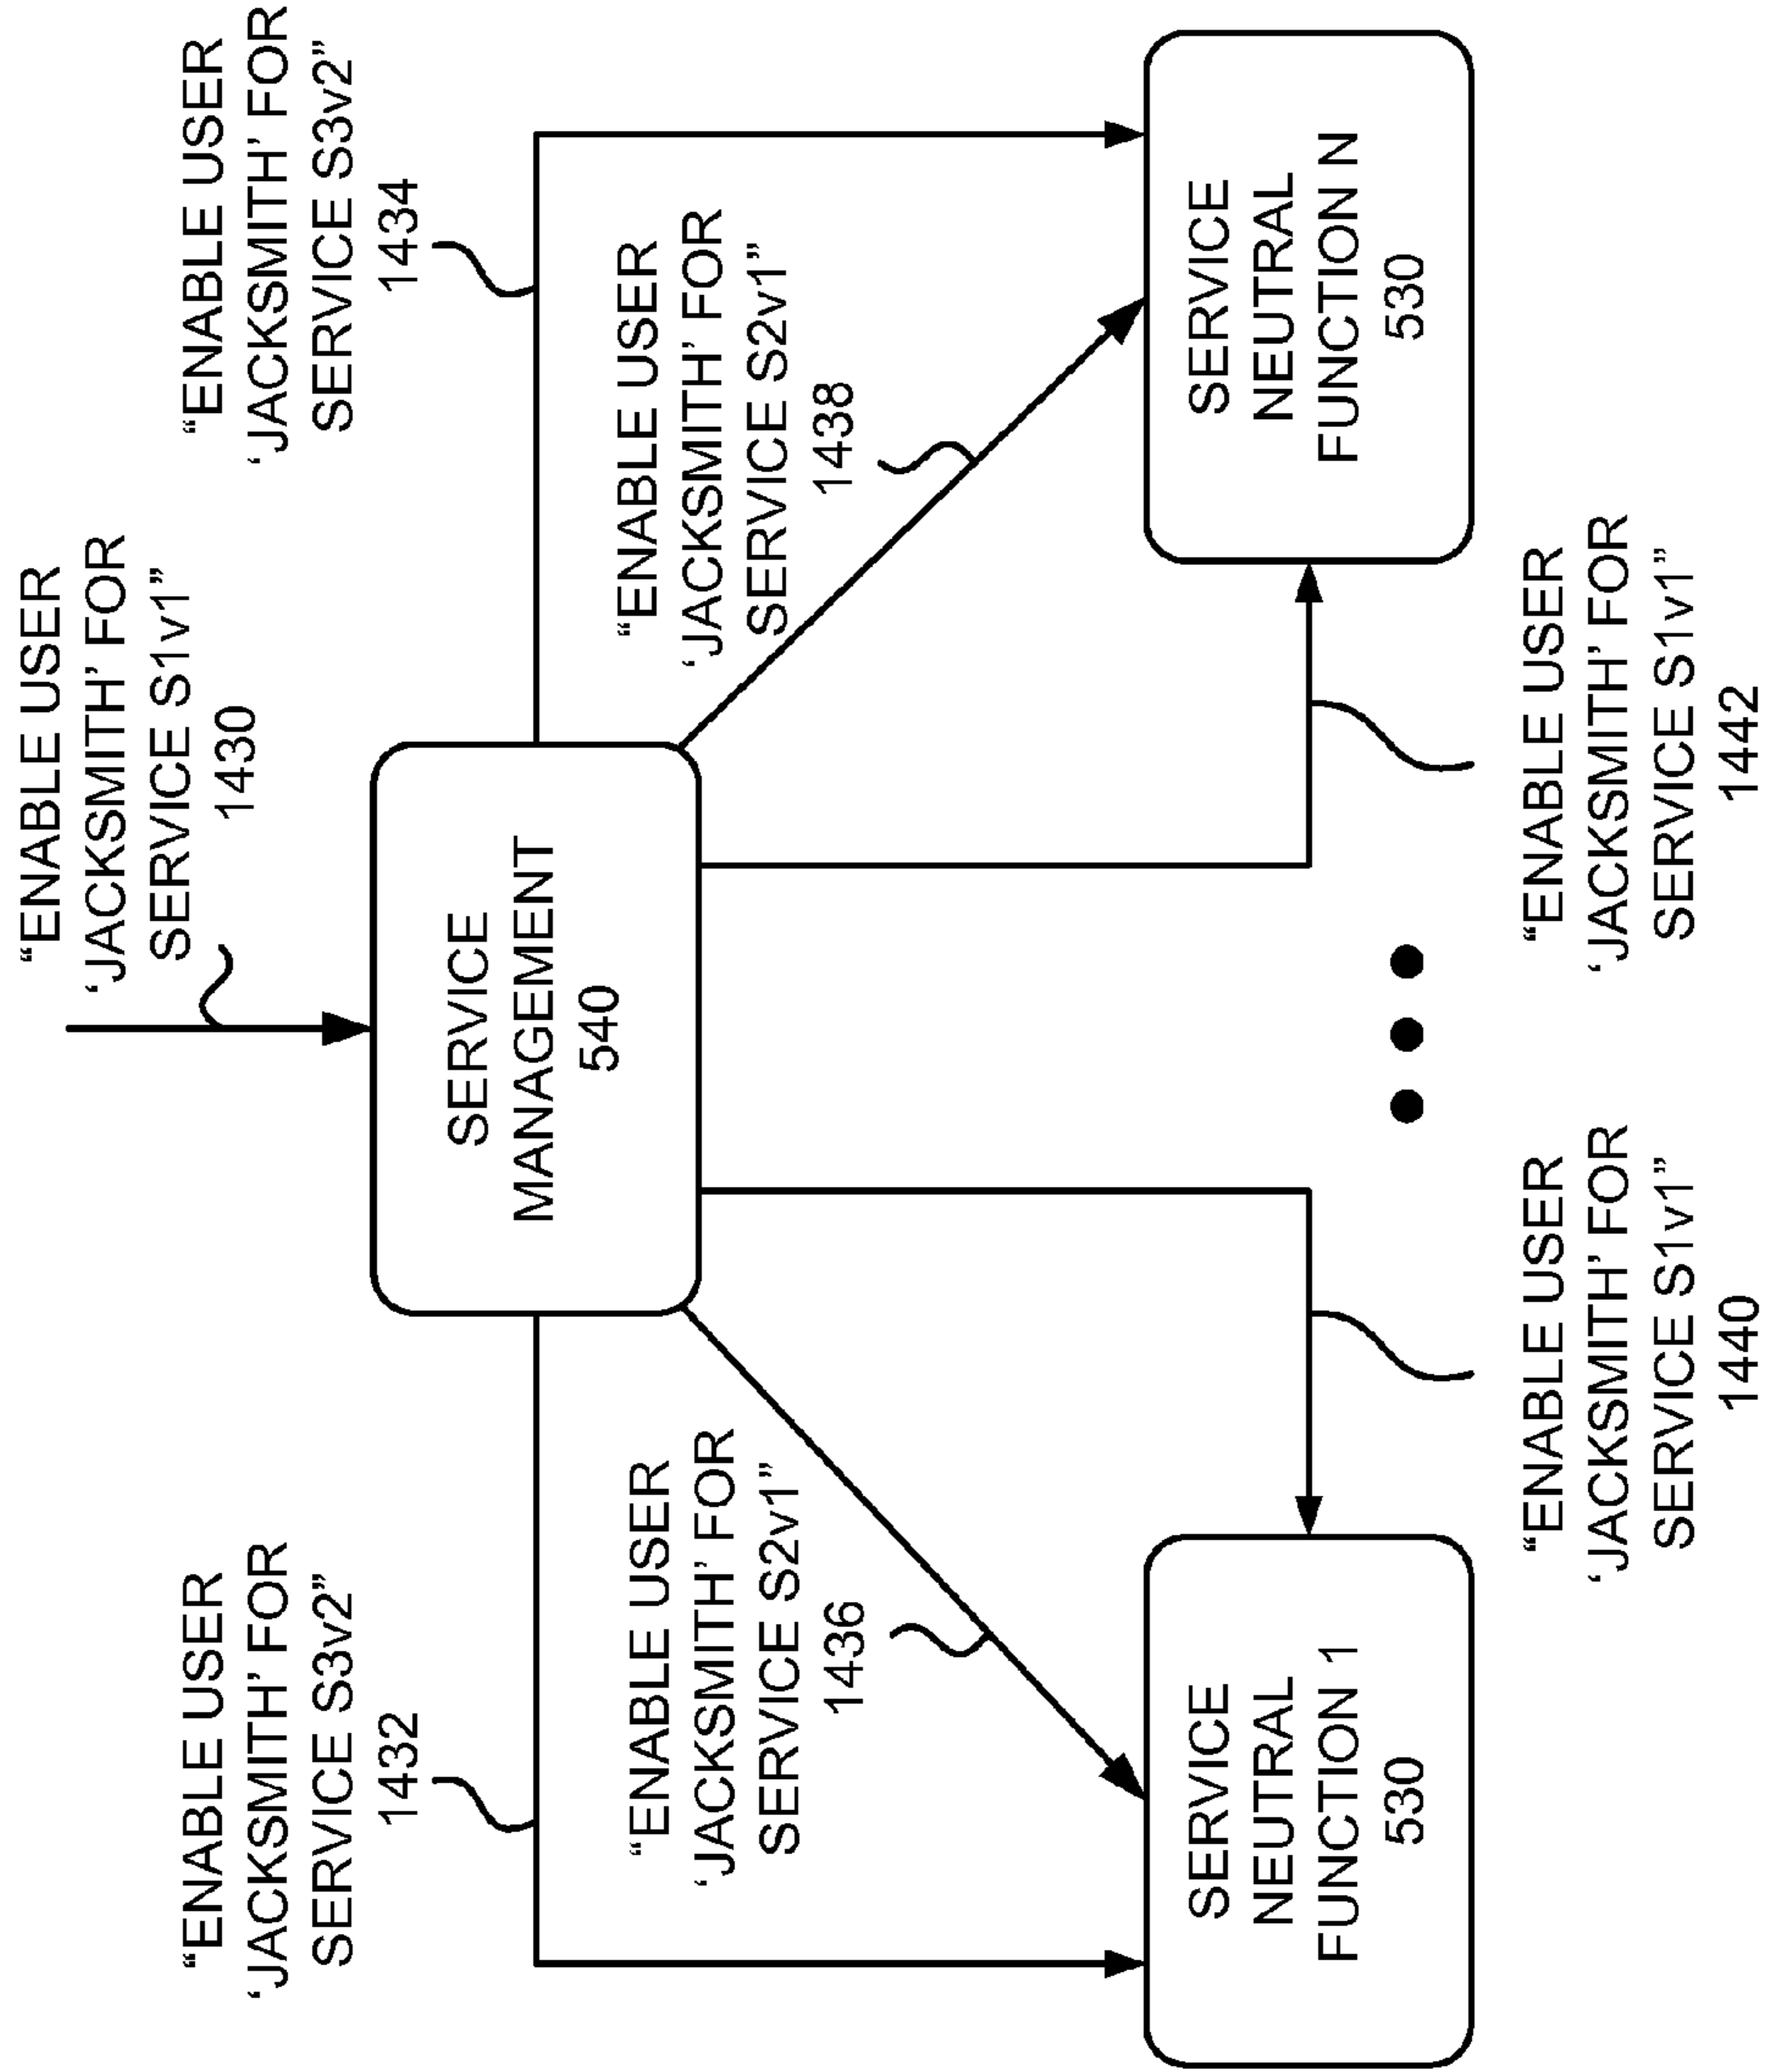 “ENABLE USER
‘JACKSMITH’ FOR
SERVICE S1v1”
1430
“ENABLE USER
‘JACKSMITH’ FOR
SERVICE S3v2”
1432
“ENABLE USER
‘JACKSMITH’ FOR
SERVICE S3v2”
1434
SERVICE
MANAGEMENT
540
“ENABLE USER
‘JACKSMITH’ FOR
SERVICE S2v1”
1436
“ENABLE USER
‘JACKSMITH’ FOR
SERVICE S2v1”
1438
SERVICE
NEUTRAL
FUNCTION 1
530
SERVICE
NEUTRAL
FUNCTION N
530
“ENABLE USER
‘JACKSMITH’ FOR
SERVICE S1v1”
1440
“ENABLE USER
‘JACKSMITH’ FOR
SERVICE S1v1”
1442